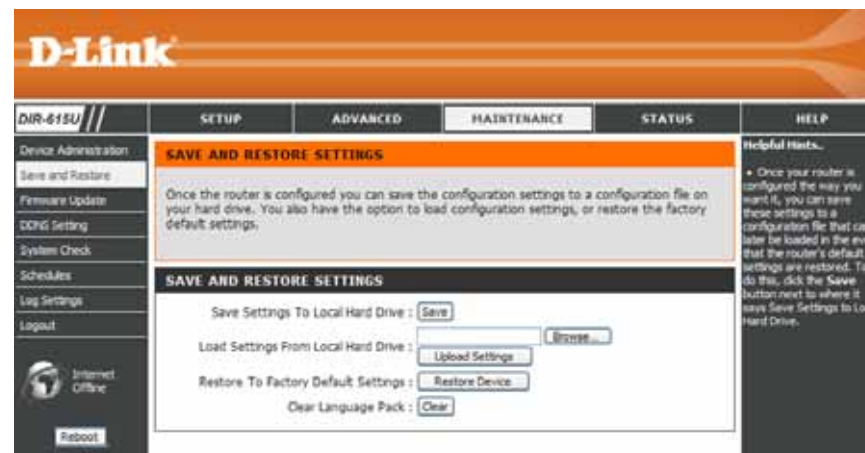 D-Link
DIR-615U
SETUP
ADVANCED
MAINTENANCE
STATUS
HELP
Device Administration
Save and Restore
Firmware Update
DDNS Setting
System Check
Schedules
Log Settings
Logout
Internet
Offline
Reboot
SAVE AND RESTORE SETTINGS
Once the router is configured you can save the configuration settings to a configuration file on
your hard drive. You also have the option to load configuration settings, or restore the factory
default settings.
SAVE AND RESTORE SETTINGS
Save Settings To Local Hard Drive : Save
Load Settings From Local Hard Drive : Browse...
Upload Settings
Restore To Factory Default Settings : Restore Device
Clear Language Pack : Clear
Helpful Hints..
• Once your router is
configured the way you
want it, you can save
these settings to a
configuration file that ca
later be loaded in the ev
that the router's default
settings are restored. To
do this, click the Save
button next to where it
says Save Settings to Lo
Hard Drive.